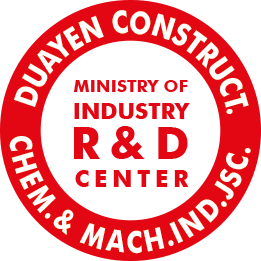 DUAYEN CONSTRUCT.
MINISTRY OF
INDUSTRY
R & D
CENTER
CHEM.& MACH.IND.JSC.